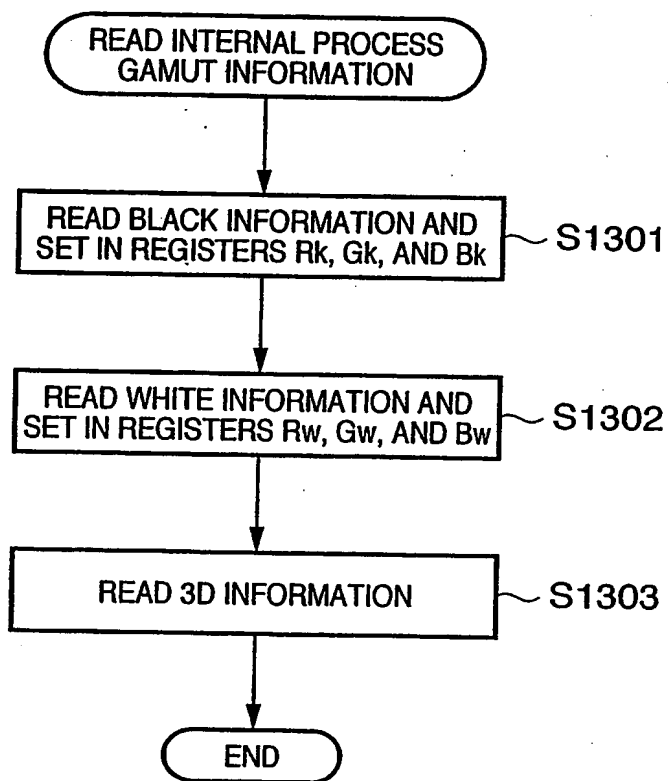 READ INTERNAL PROCESS
GAMUT INFORMATION
READ BLACK INFORMATION AND
SET IN REGISTERS Rk, Gk, AND Bk
S1301
READ WHITE INFORMATION AND
SET IN REGISTERS Rw, Gw, AND Bw
S1302
READ 3D INFORMATION
S1303
END